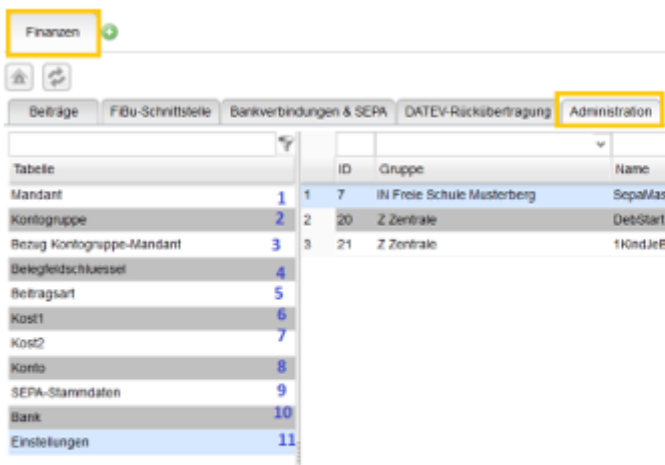 Finanzen
Beiträge FiBu-Schnittstelle Bankverbindungen & SEPA DATEV-Rückübertragung Administration
Tabelle ID Gruppe Name
Mandant 1 1 7 IN Freie Schule Musterberg SepaMas
Kontogruppe 2 2 20 Z Zentrale DebStart
Bezug Kontogruppe-Mandant 3 3 21 Z Zentrale 1KindJeB
Belegfeldschluessel 4
Beitragsart 5
Kost1 6
Kost2 7
Konto 8
SEPA-Stammdaten 9
Bank 10
Einstellungen 11